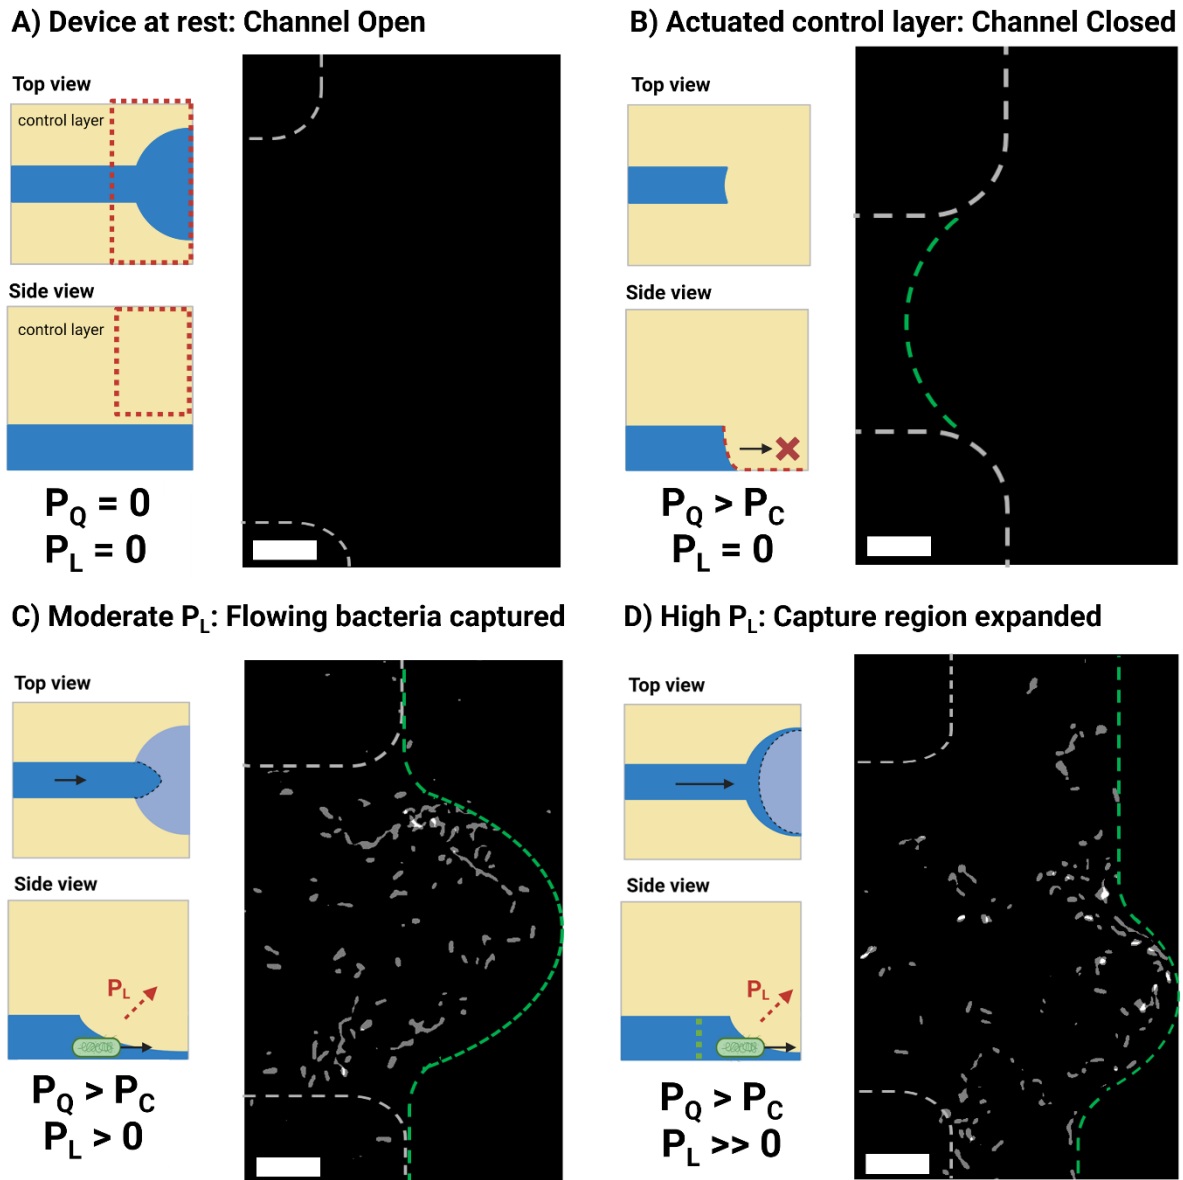 A) Device at rest: Channel Open
Top view
control layer
Side view
control layer
P_Q = 0
P_L = 0
B) Actuated control layer: Channel Closed
Top view
Side view
P_Q > P_C
P_L = 0
C) Moderate P_L: Flowing bacteria captured
Top view
Side view
P_L
P_Q > P_C
P_L > 0
D) High P_L: Capture region expanded
Top view
Side view
P_L
P_Q > P_C
P_L >> 0